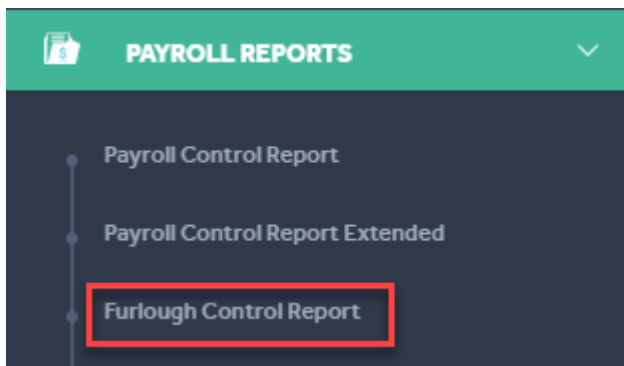 $
PAYROLL REPORTS
Payroll Control Report
Payroll Control Report Extended
Furlough Control Report